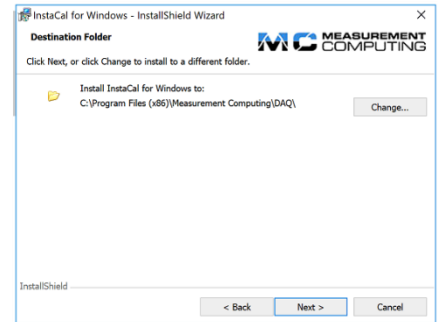 InstaCal for Windows - InstallShield Wizard
Destination Folder
MEASUREMENT
COMPUTING
Click Next, or click Change to install to a different folder.
Install InstaCal for Windows to:
C:\Program Files (x86)\Measurement Computing\DAQ\
Change...
InstallShield
< Back
Next >
Cancel